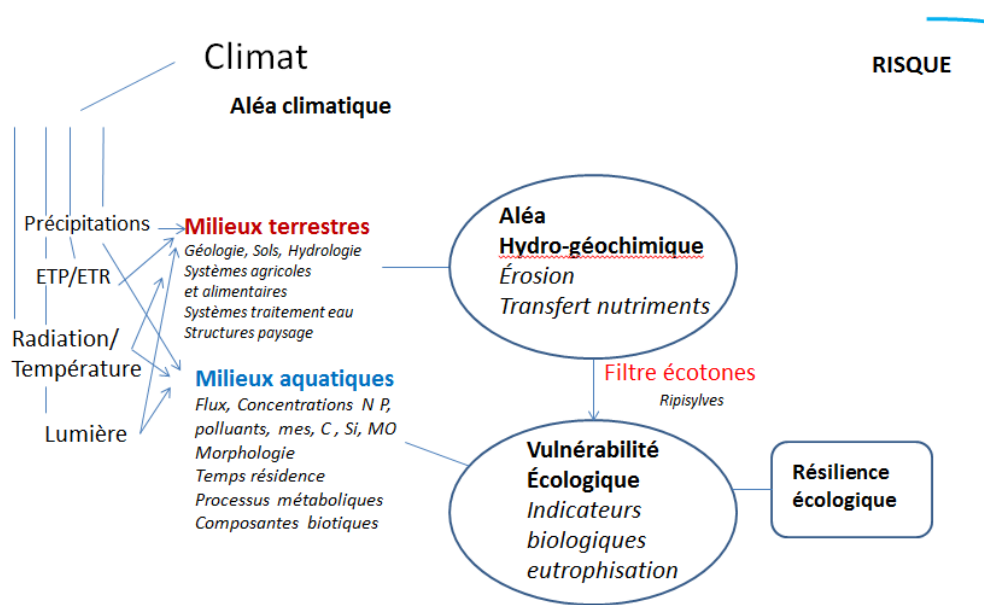 Climat
RISQUE
Aléa climatique
Précipitations
ETP/ETR
Radiation/
Température
Lumière
Milieux terrestres
Géologie, Sols, Hydrologie
Systèmes agricoles
et alimentaires
Systèmes traitement eau
Structures paysage
Milieux aquatiques
Flux, Concentrations N P,
polluants, mes, C , Si, MO
Morphologie
Temps résidence
Processus métaboliques
Composantes biotiques
Aléa
Hydro-géochimique
Érosion
Transfert nutriments
Filtre écotones
Ripisylves
Vulnérabilité
Écologique
Indicateurs
biologiques
eutrophisation
Résilience
écologique